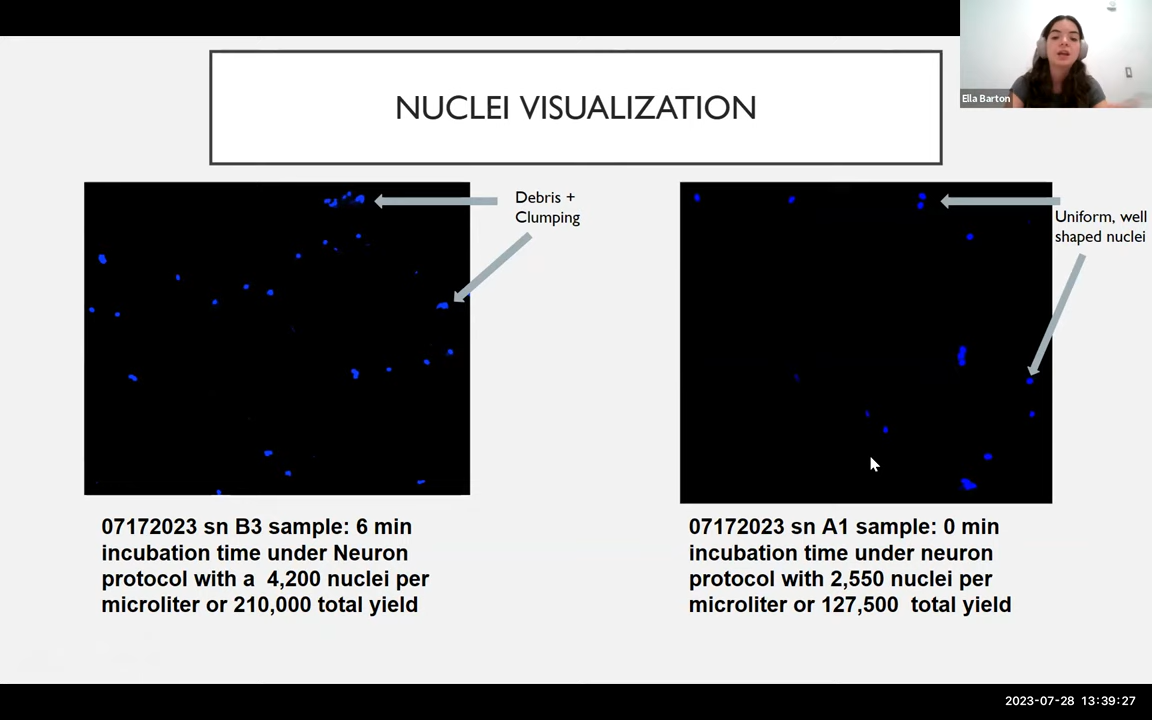 Ella Barton
NUCLEI VISUALIZATION
Debris +
Clumping
Uniform, well
shaped nuclei
07172023 sn B3 sample: 6 min
incubation time under Neuron
protocol with a  4,200 nuclei per
microliter or 210,000 total yield
07172023 sn A1 sample: 0 min
incubation time under neuron
protocol with 2,550 nuclei per
microliter or 127,500  total yield
2023-07-28 13:39:27